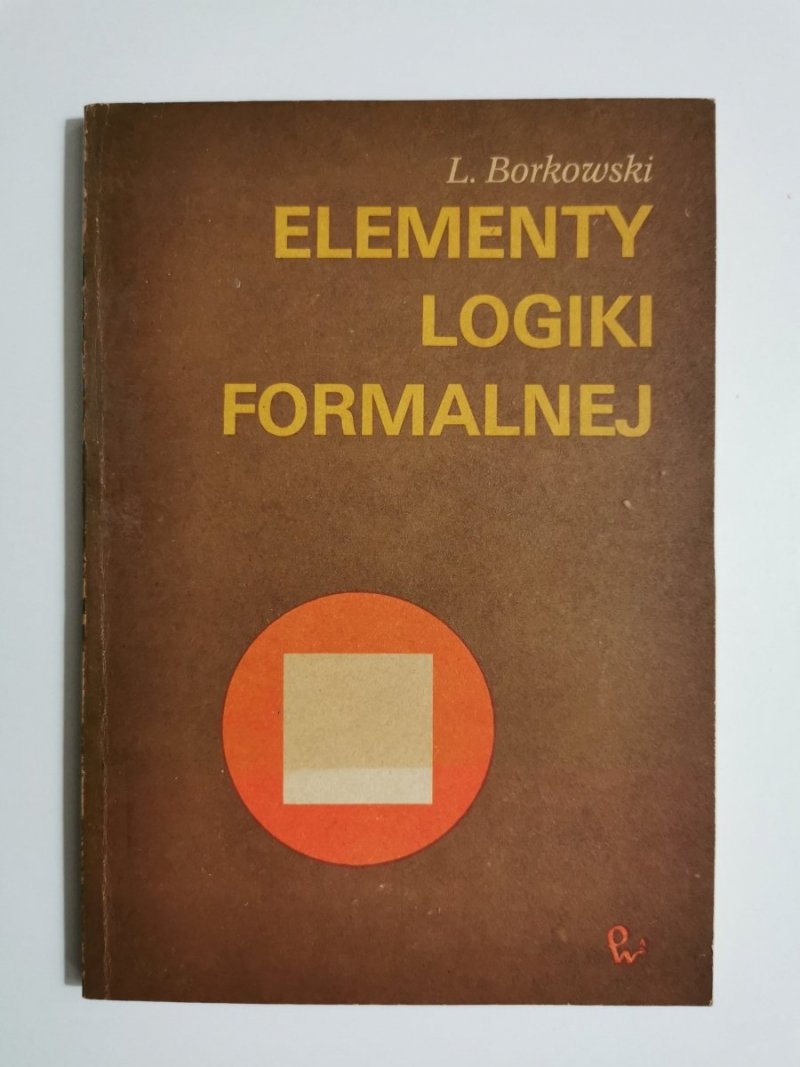 L. Borkowski
ELEMENTY
LOGIKI
FORMALNEJ